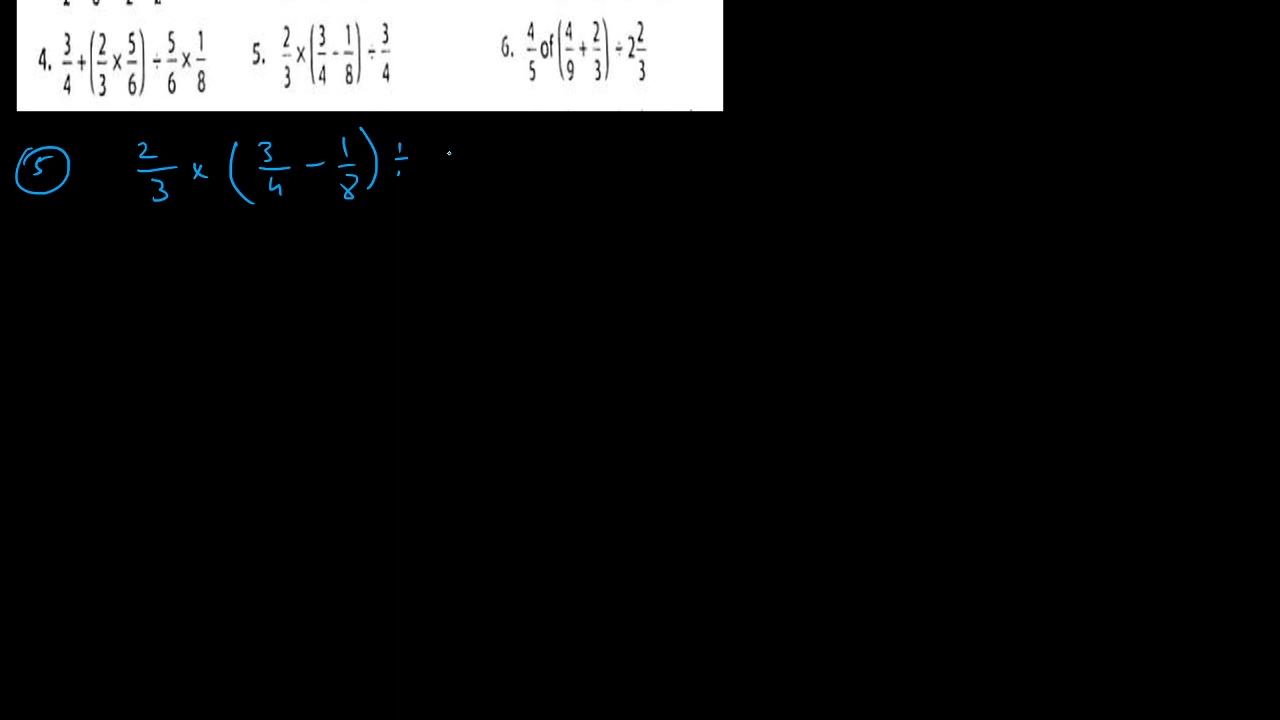 4. 3/4 + (2/3 × 5/6) ÷ 5/6 × 1/8 5. 2/3 × (3/4 - 1/8) ÷ 3/4 6. 4/5 of (4/9 + 2/3) ÷ 2 2/3
5 2/3 × (3/4 - 1/8) ÷